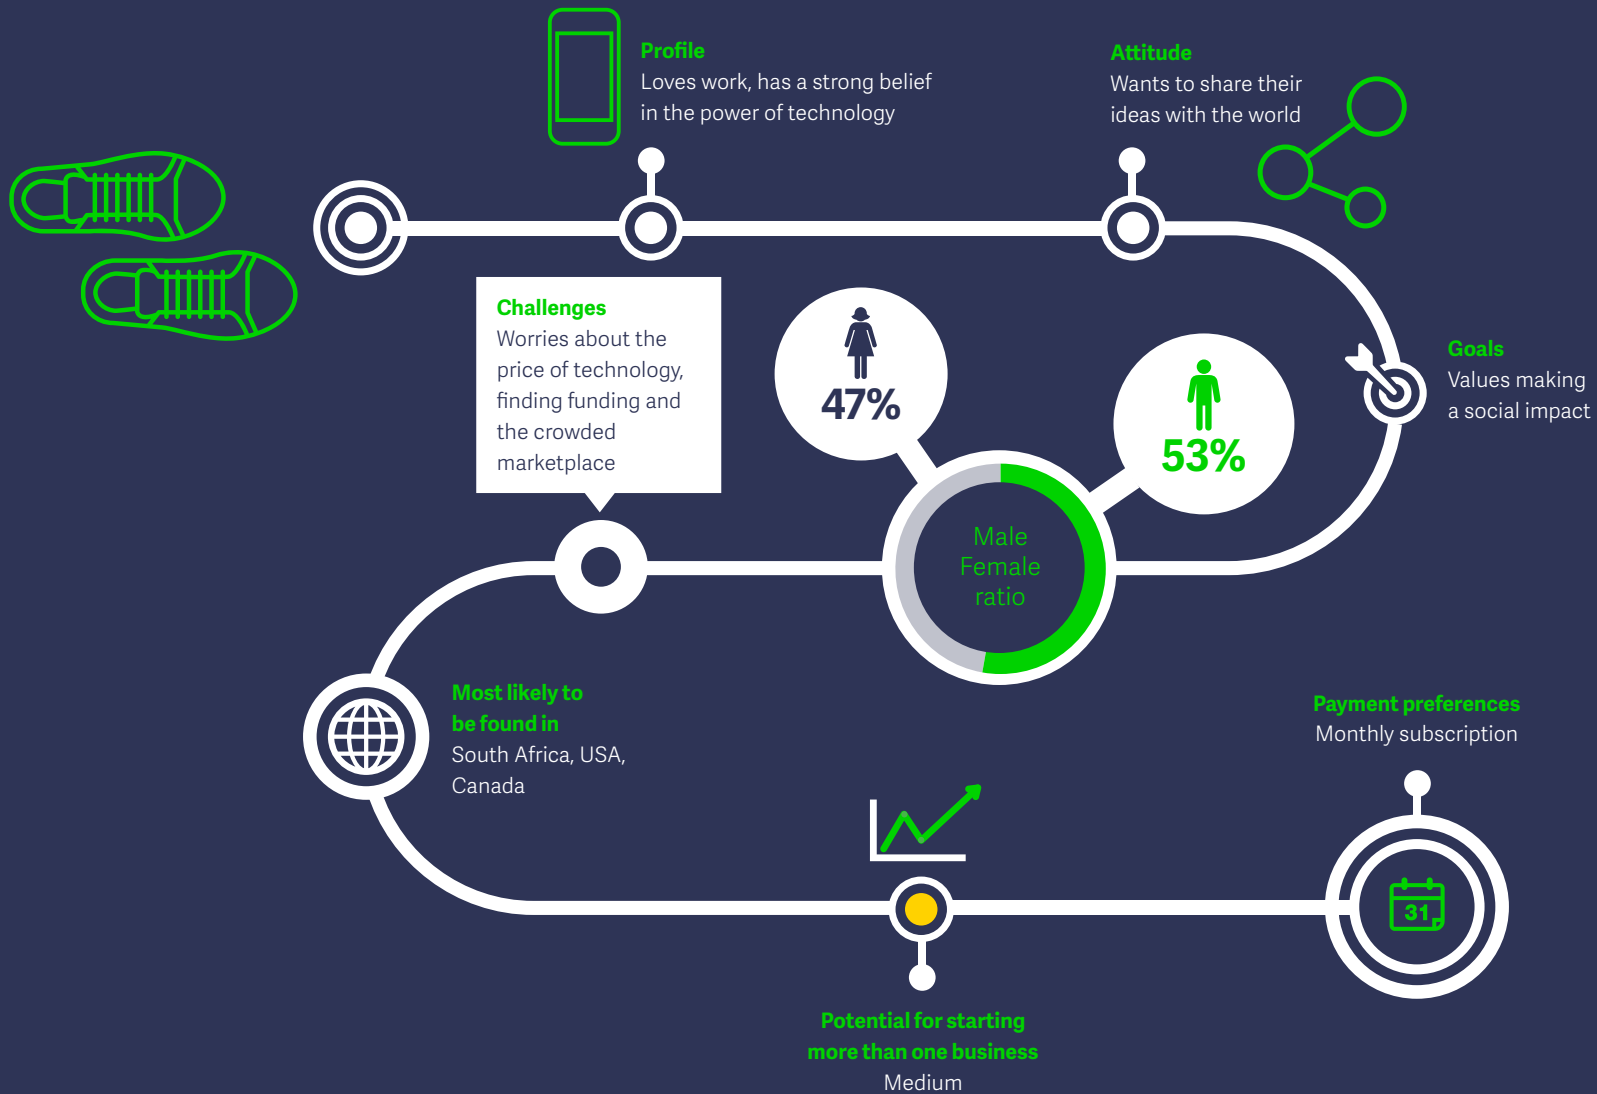 Profile
Loves work, has a strong belief
in the power of technology
Attitude
Wants to share their
ideas with the world
Goals
Values making
a social impact
53%
47%
Male
Female
ratio
Challenges
Worries about the
price of technology,
finding funding and
the crowded
marketplace
Most likely to
be found in
South Africa, USA,
Canada
Potential for starting
more than one business
Medium
Payment preferences
Monthly subscription
31